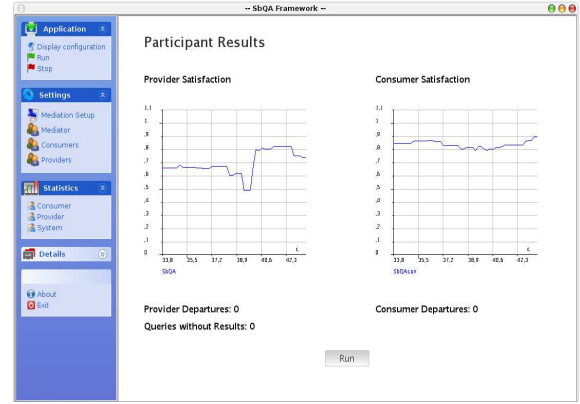 -- SbQA Framework --
Application
Display configuration
Run
Stop
Settings
Mediation Setup
Mediator
Consumers
Providers
Statistics
Consumer
Provider
System
Details
About
Exit
Participant Results
Provider Satisfaction
1,1
1
,9
,8
,7
,6
,5
,4
,3
,2
,1
0
33,8 35,5 37,2 38,9 40,6 42,3
SbQA
Consumer Satisfaction
1,1
1
,9
,8
,7
,6
,5
,4
,3
,2
,1
0
33,8 35,5 37,2 38,9 40,6 42,3
Provider Departures: 0
Queries without Results: 0
Consumer Departures: 0
Run